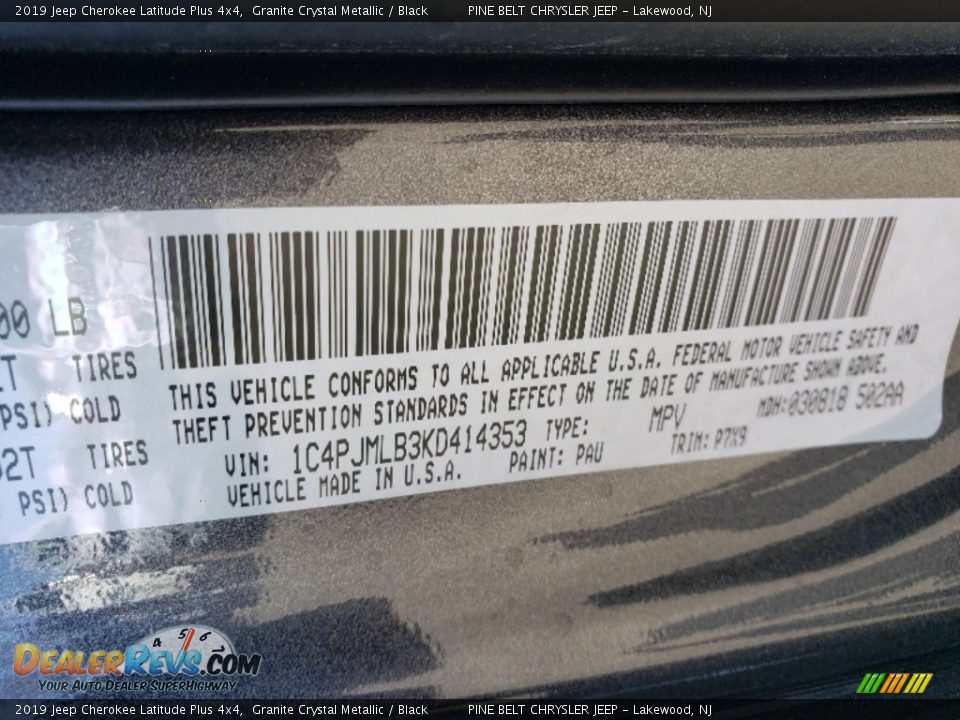 2019 Jeep Cherokee Latitude Plus 4x4, Granite Crystal Metallic / Black PINE BELT CHRYSLER JEEP - Lakewood, NJ
00 LB
TIRES
PSI) COLD
2T TIRES
PSI) COLD
THIS VEHICLE CONFORMS TO ALL APPLICABLE U.S.A. FEDERAL MOTOR VEHICLE SAFETY AND
THEFT PREVENTION STANDARDS IN EFFECT ON THE DATE OF MANUFACTURE SHOWN ABOVE.
VIN: 1C4PJMLB3KD414353 TYPE: MPV MDH:030818 502AA
VEHICLE MADE IN U.S.A. PAINT: PAU TRIM: P7X9
4 5 6
DEALERREVS.COM
YOUR AUTO DEALER SUPERHIGHWAY
2019 Jeep Cherokee Latitude Plus 4x4, Granite Crystal Metallic / Black PINE BELT CHRYSLER JEEP - Lakewood, NJ